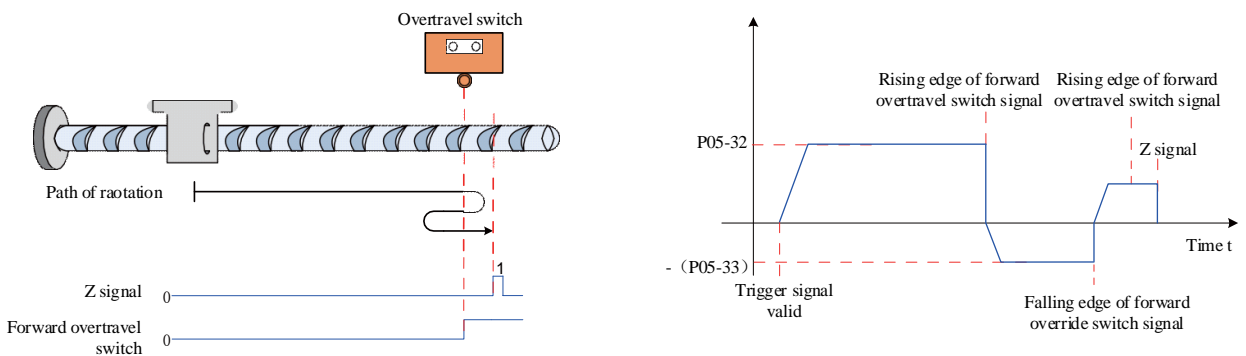 Overtravel switch
Path of raotation
Z signal
0
1
Forward overtravel
switch
0
Rising edge of forward
overtravel switch signal
Rising edge of forward
overtravel switch signal
P05-32
Z signal
Time t
-（P05-33）
Trigger signal
valid
Falling edge of forward
override switch signal